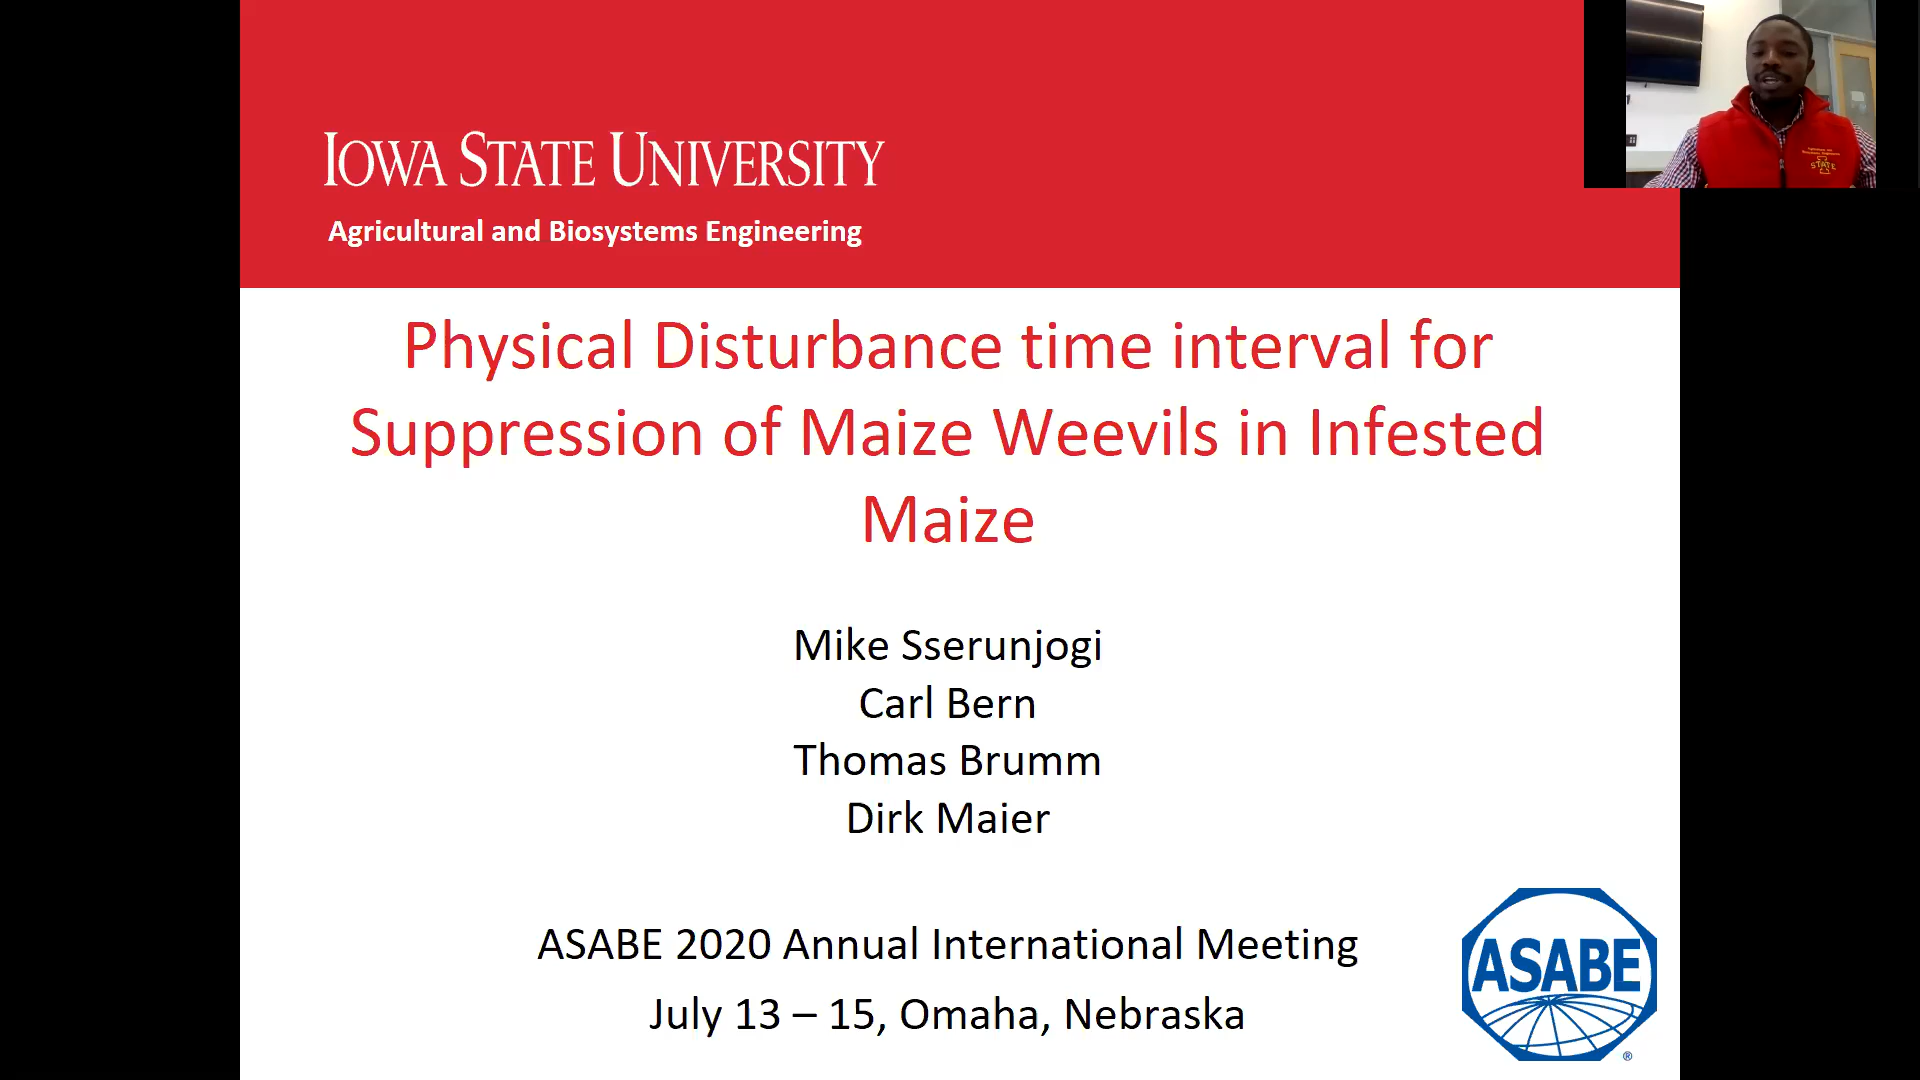 IOWA STATE UNIVERSITY
Agricultural and Biosystems Engineering
Physical Disturbance time interval for
Suppression of Maize Weevils in Infested
Maize
Mike Sserunjogi
Carl Bern
Thomas Brumm
Dirk Maier
ASABE 2020 Annual International Meeting
July 13 – 15, Omaha, Nebraska
ASABE
®
STATE